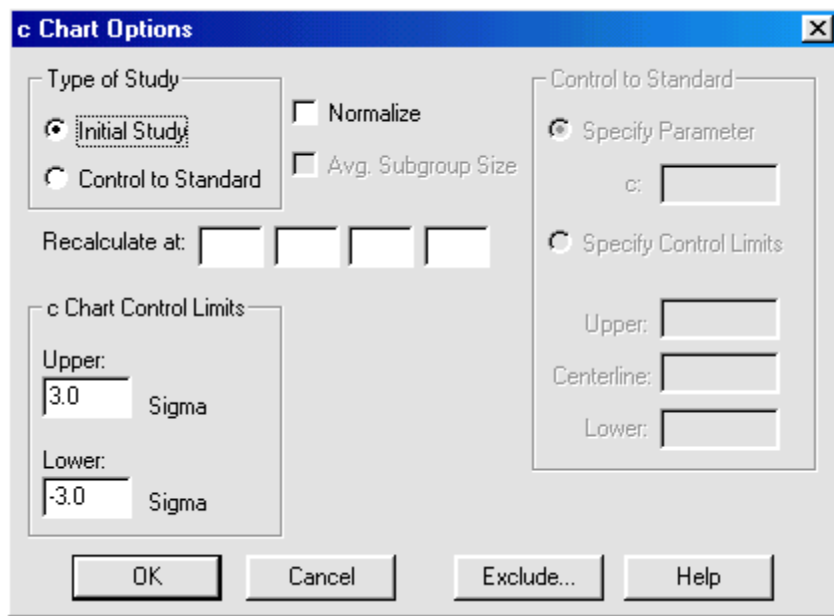 c Chart Options
Type of Study
Initial Study
Control to Standard
Normalize
Avg. Subgroup Size
Recalculate at:
c Chart Control Limits
Upper:
3.0 Sigma
Lower:
-3.0 Sigma
Control to Standard
Specify Parameter
c:
Specify Control Limits
Upper:
Centerline:
Lower:
OK Cancel Exclude... Help